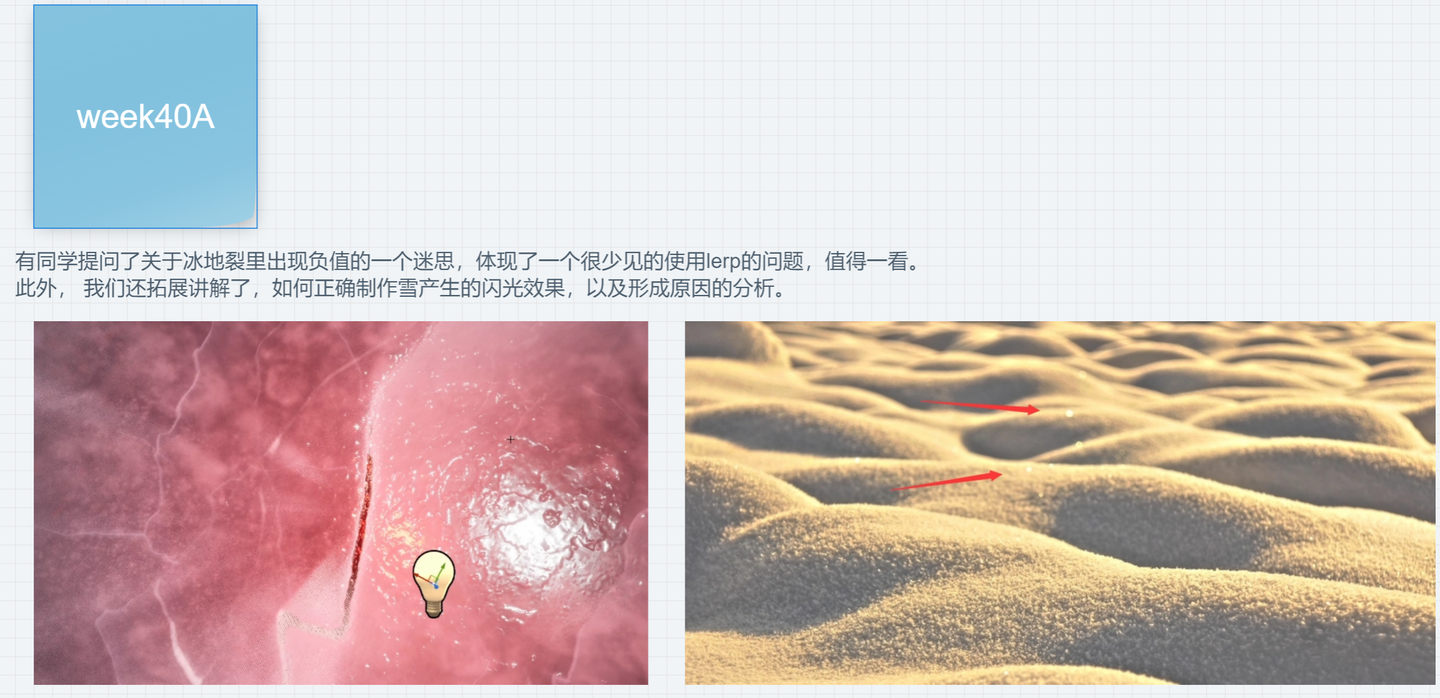 week40A
有同学提问了关于冰地裂里出现负值的一个迷思，体现了一个很少见的使用lerp的问题，值得一看。
此外， 我们还拓展讲解了，如何正确制作雪产生的闪光效果，以及形成原因的分析。